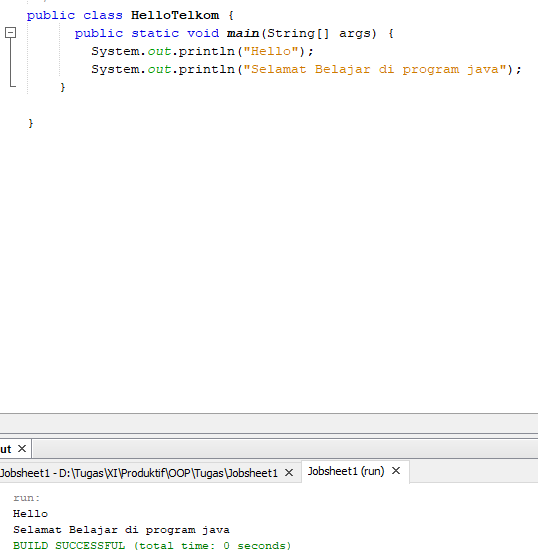 public class HelloTelkom {
public static void main(String[] args) {
System.out.println("Hello");
System.out.println("Selamat Belajar di program java");
}
}
ut ×
Jobsheet1 - D:\Tugas\XI\Produktif\OOP\Tugas\Jobsheet1 × Jobsheet1 (run) ×
run:
Hello
Selamat Belajar di program java
BUILD SUCCESSFUL (total time: 0 seconds)